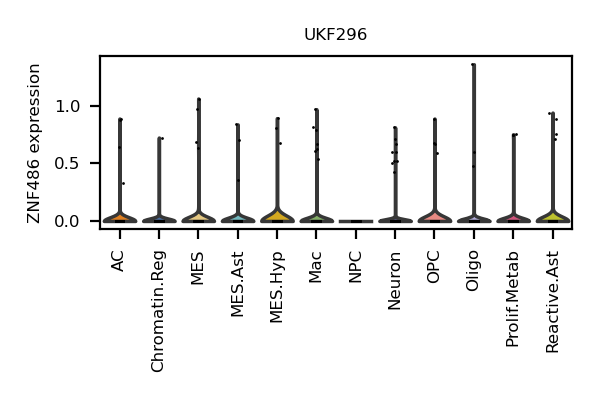 UKF296
ZNF486 expression
1.0
0.5
0.0
AC
Chromatin.Reg
MES
MES.Ast
MES.Hyp
Mac
NPC
Neuron
OPC
Oligo
Prolif.Metab
Reactive.Ast